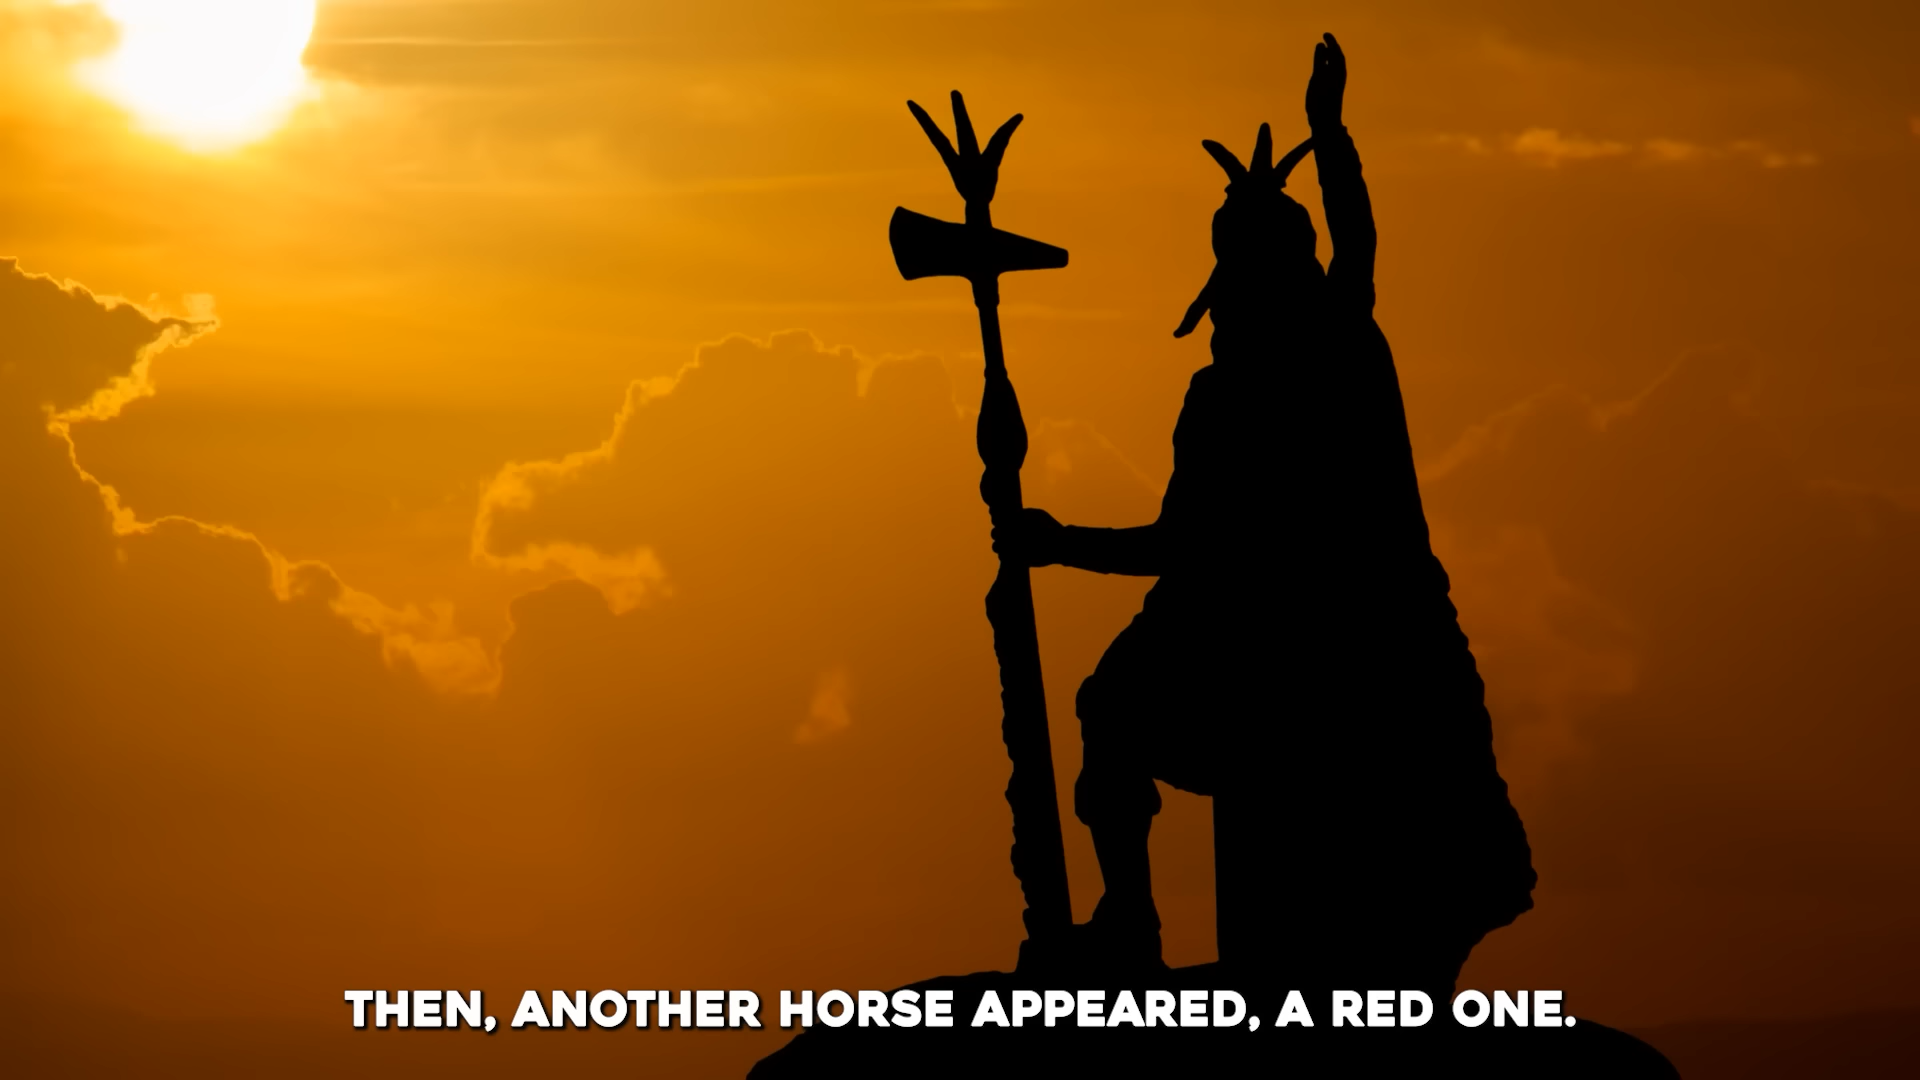 THEN, ANOTHER HORSE APPEARED, A RED ONE.